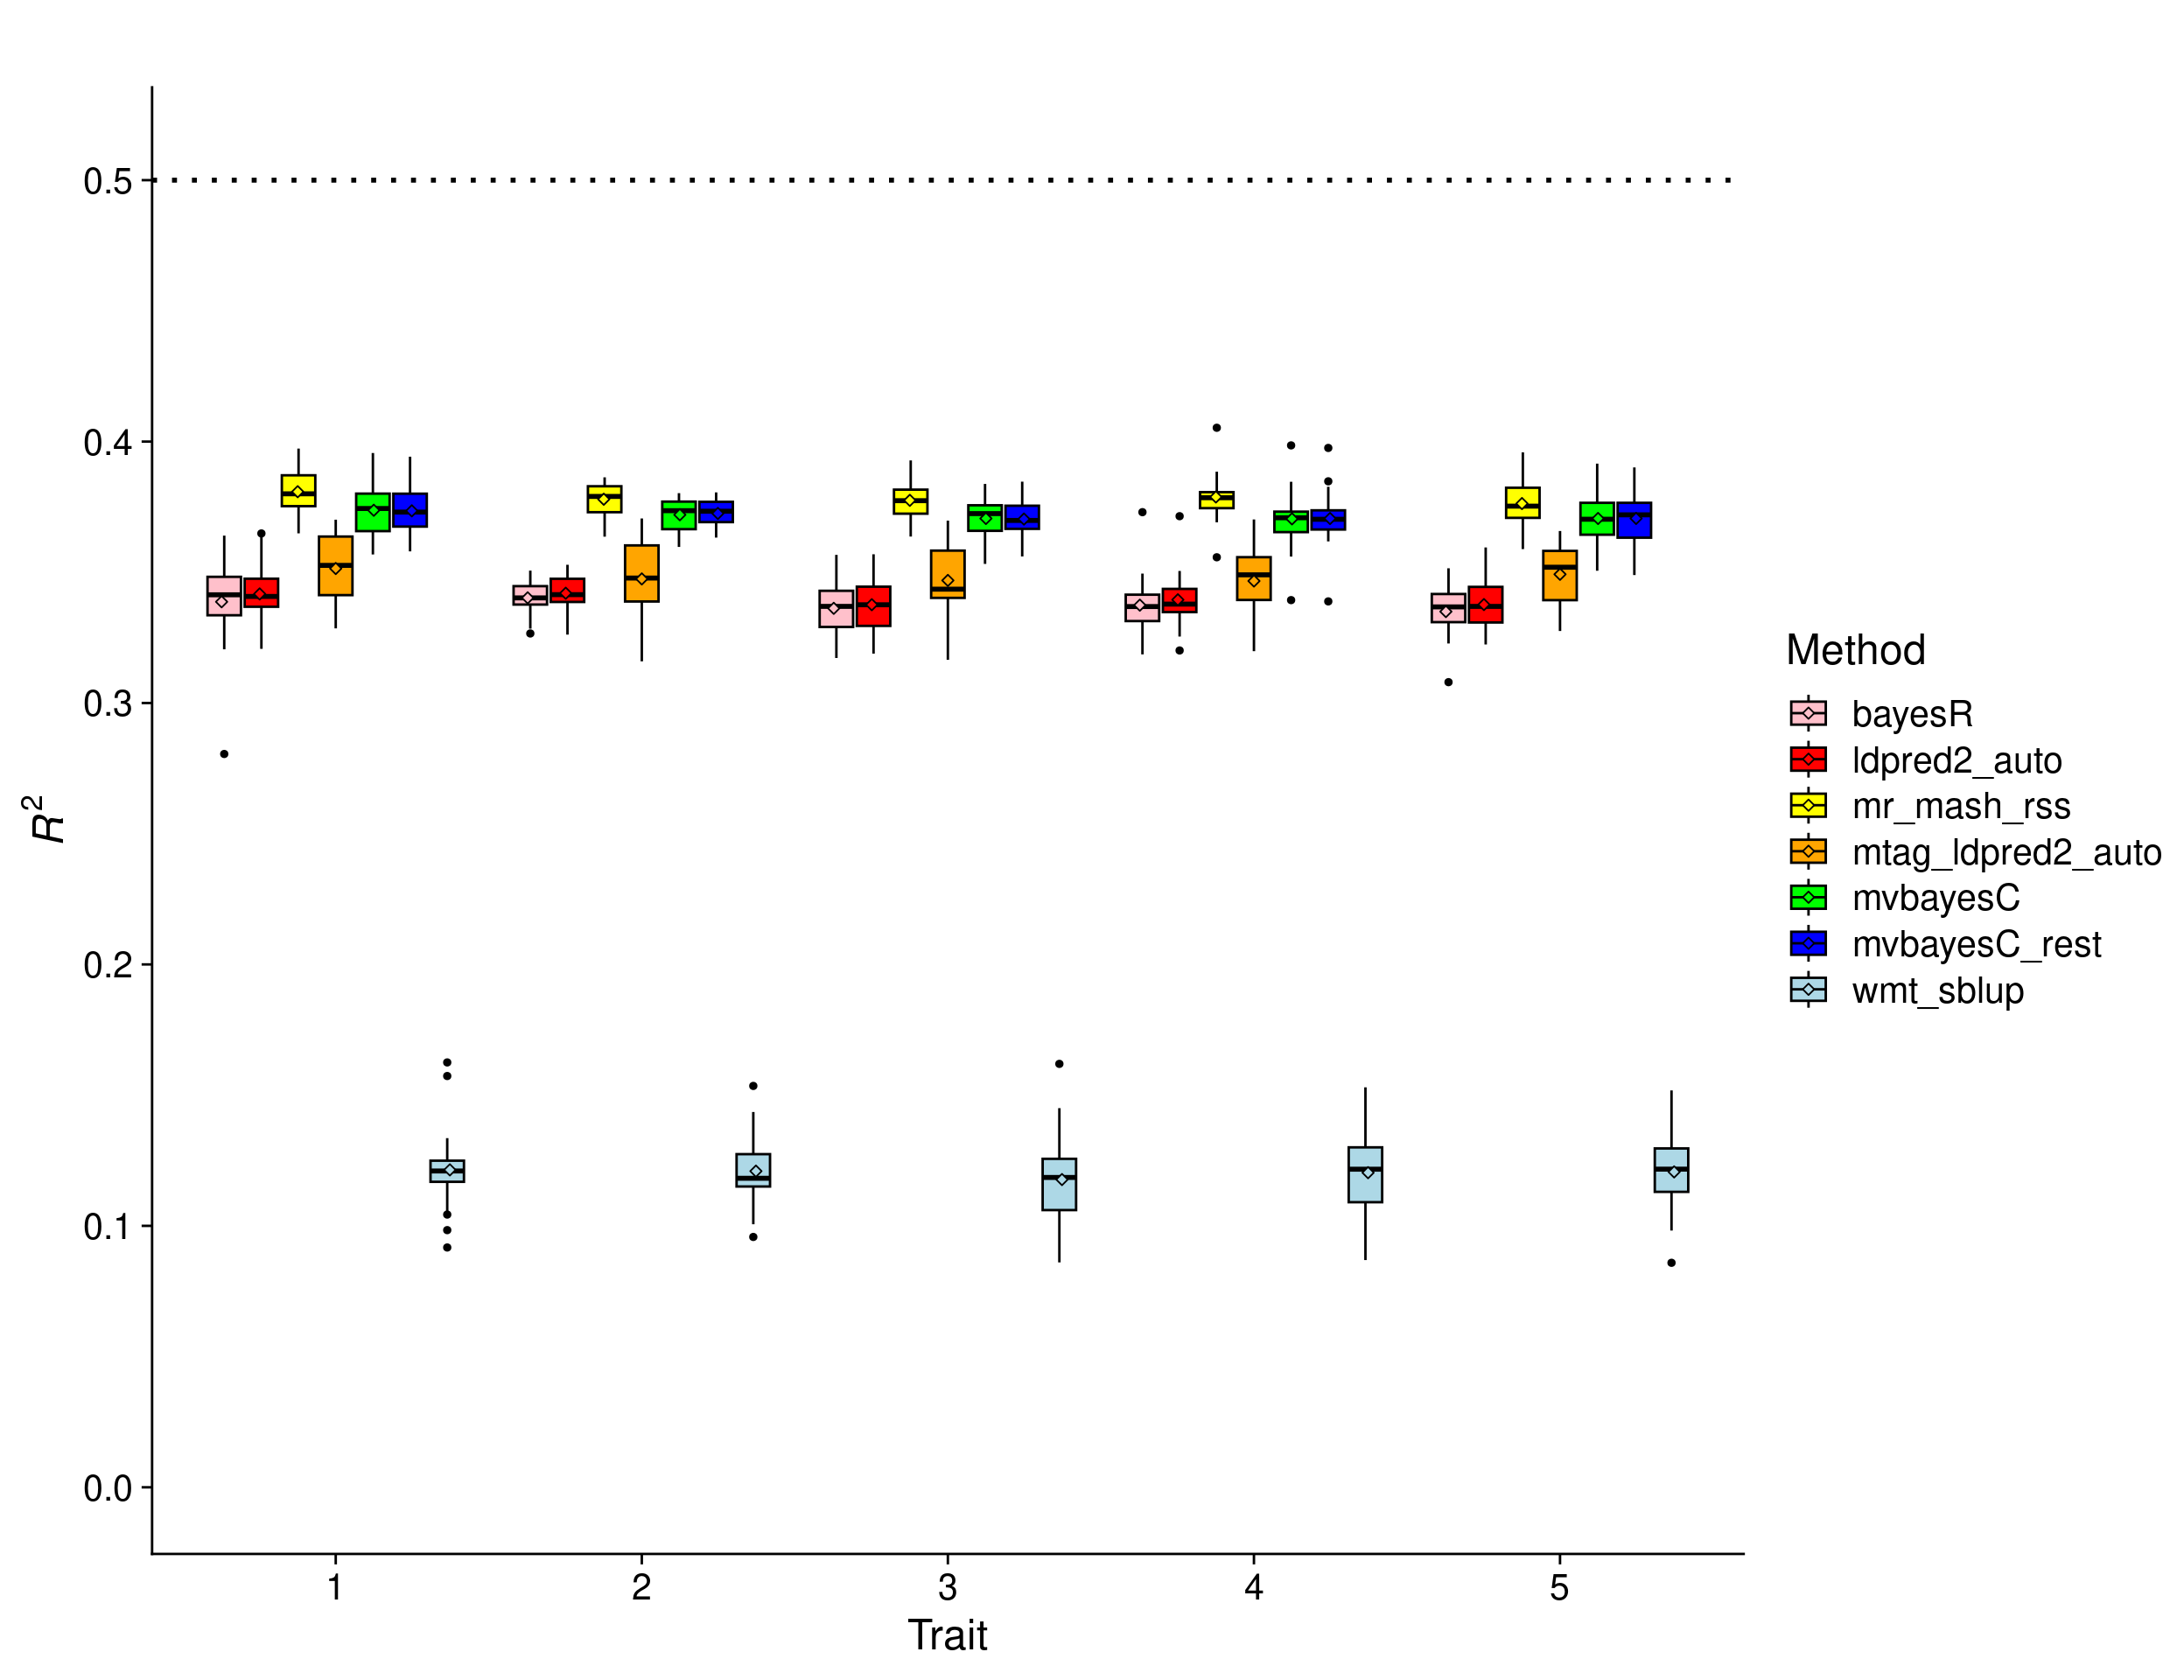 0.5
0.4
0.3
0.2
0.1
0.0
R²
1 2 3 4 5
Trait
Method
bayesR
ldpred2_auto
mr_mash_rss
mtag_ldpred2_auto
mvbayesC
mvbayesC_rest
wmt_sblup